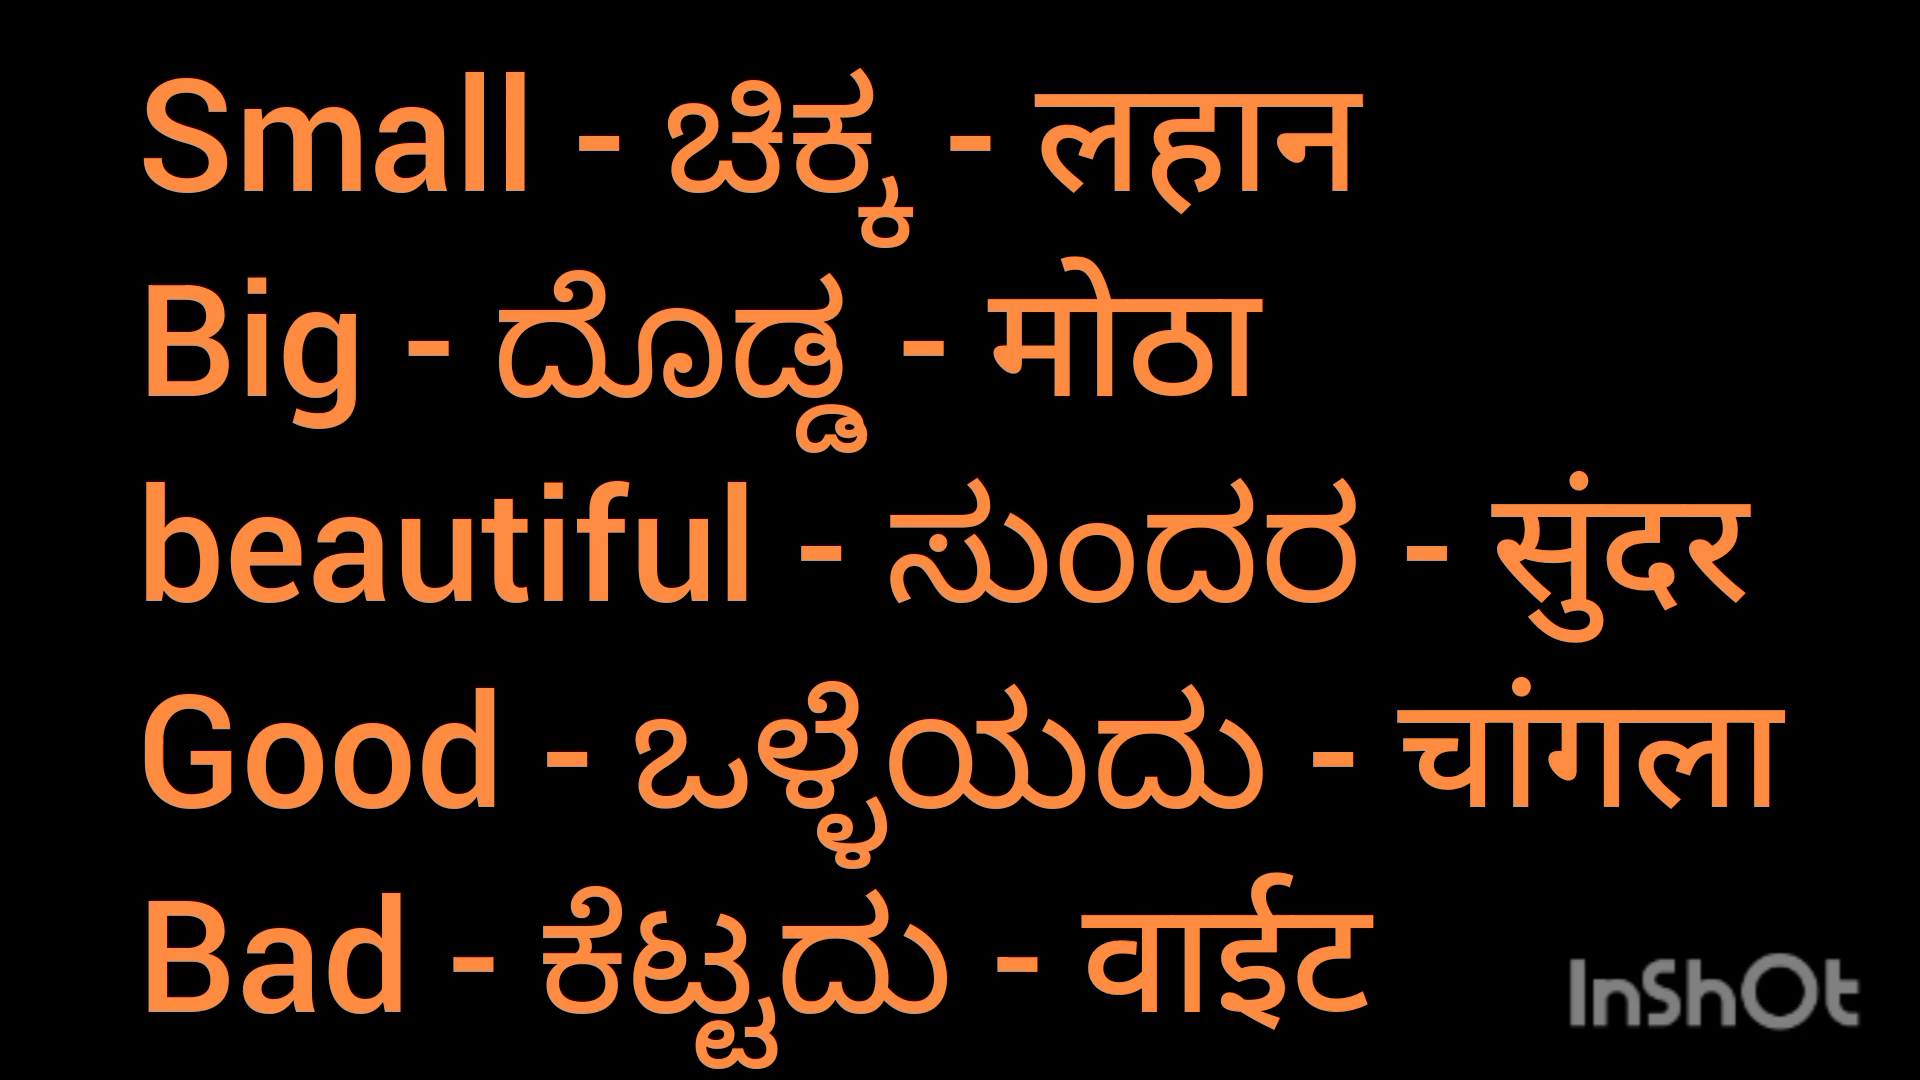 Small - ಚಿಕ್ಕ - लहान
Big - ದೊಡ್ಡ - मोठा
beautiful - ಸುಂದರ - सुंदर
Good - ಒಳ್ಳೆಯದು - चांगला
Bad - ಕೆಟ್ಟದು - वाईट
InShOt